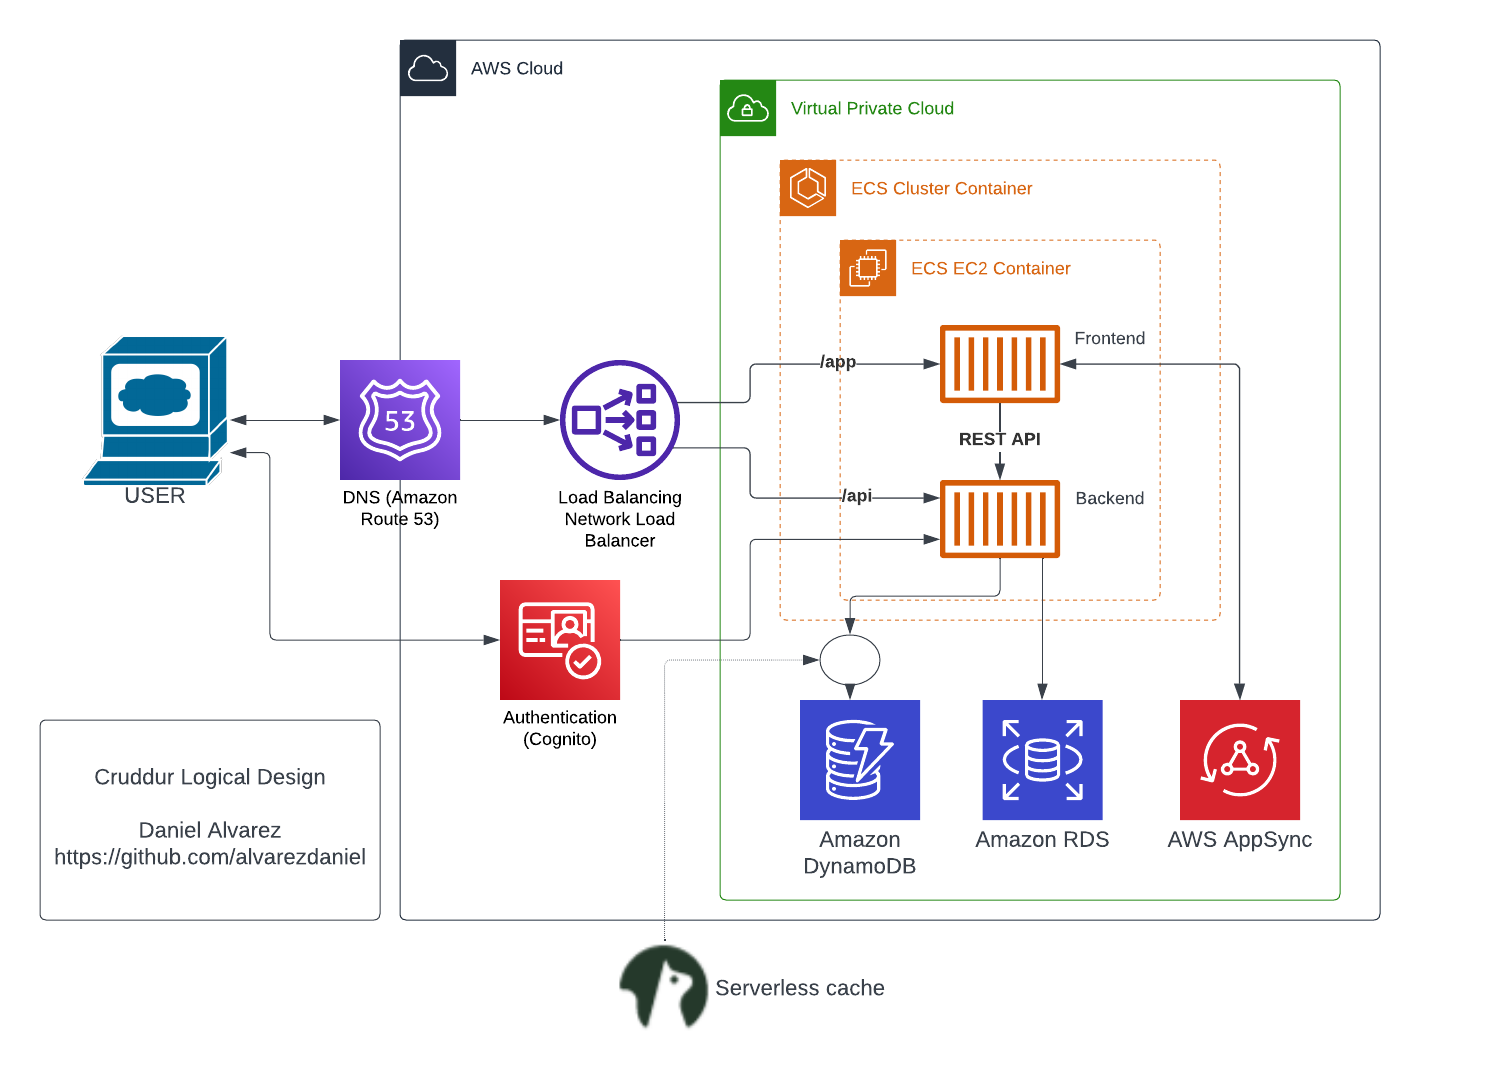 AWS Cloud
Virtual Private Cloud
ECS Cluster Container
ECS EC2 Container
Frontend
/app
53
REST API
USER
DNS (Amazon
Route 53)
Load Balancing
Network Load
Balancer
/api
Backend
Authentication
(Cognito)
Cruddur Logical Design
Daniel Alvarez
https://github.com/alvarezdaniel
Amazon
DynamoDB
Amazon RDS
AWS AppSync
Serverless cache